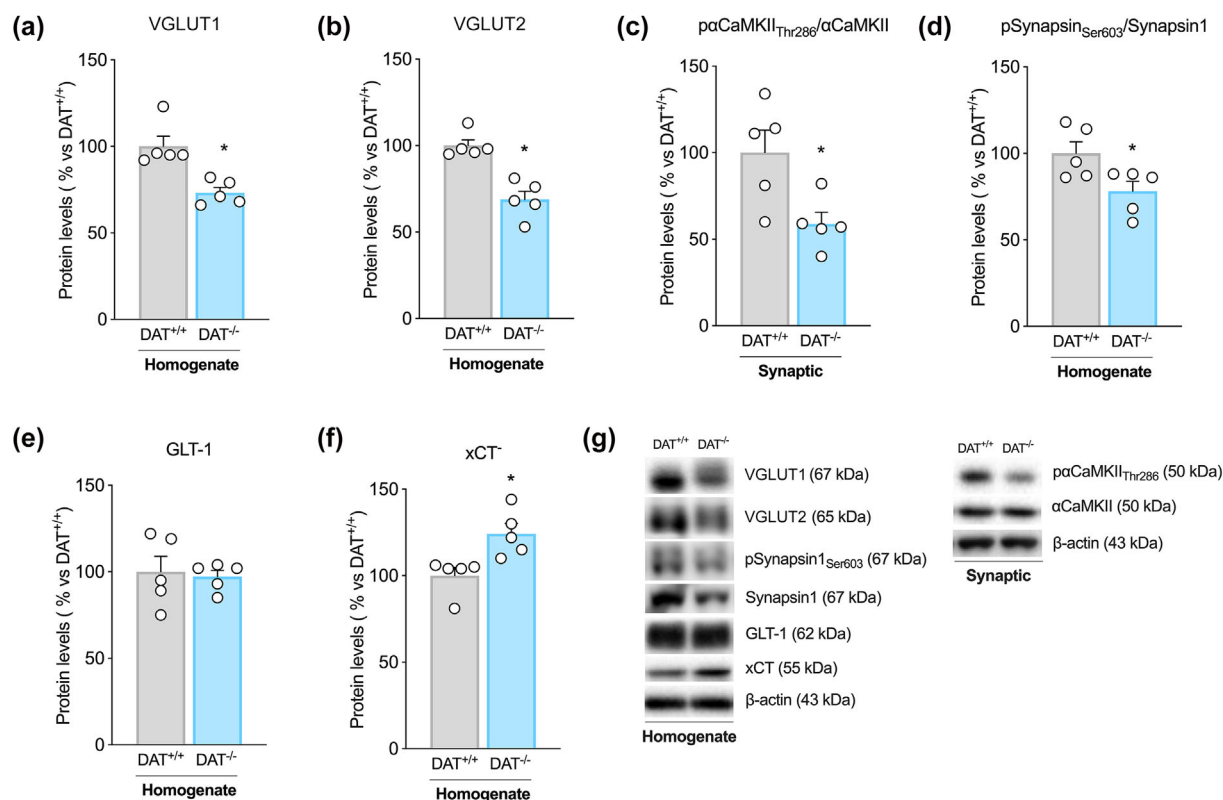 (a)
VGLUT1
Protein levels ( % vs DAT+/+)
150
100
50
0
DAT+/+ DAT-/-
Homogenate
(b)
VGLUT2
Protein levels ( % vs DAT+/+)
150
100
50
0
*
DAT+/+ DAT-/-
Homogenate
(c)
pαCaMKIIThr286/αCaMKII
Protein levels ( % vs DAT+/+)
150
100
50
0
*
DAT+/+ DAT-/-
Synaptic
(d)
pSynapsinSer603/Synapsin1
Protein levels ( % vs DAT+/+)
150
100
50
0
*
DAT+/+ DAT-/-
Homogenate
(e)
GLT-1
Protein levels ( % vs DAT+/+)
150
100
50
0
DAT+/+ DAT-/-
Homogenate
(f)
xCT-
Protein levels ( % vs DAT+/+)
150
100
50
0
*
DAT+/+ DAT-/-
Homogenate
(g)
DAT+/+ DAT-/-
VGLUT1 (67 kDa)
VGLUT2 (65 kDa)
pSynapsin1Ser603 (67 kDa)
Synapsin1 (67 kDa)
GLT-1 (62 kDa)
xCT (55 kDa)
β-actin (43 kDa)
Homogenate
DAT+/+ DAT-/-
pαCaMKIIThr286 (50 kDa)
αCaMKII (50 kDa)
β-actin (43 kDa)
Synaptic